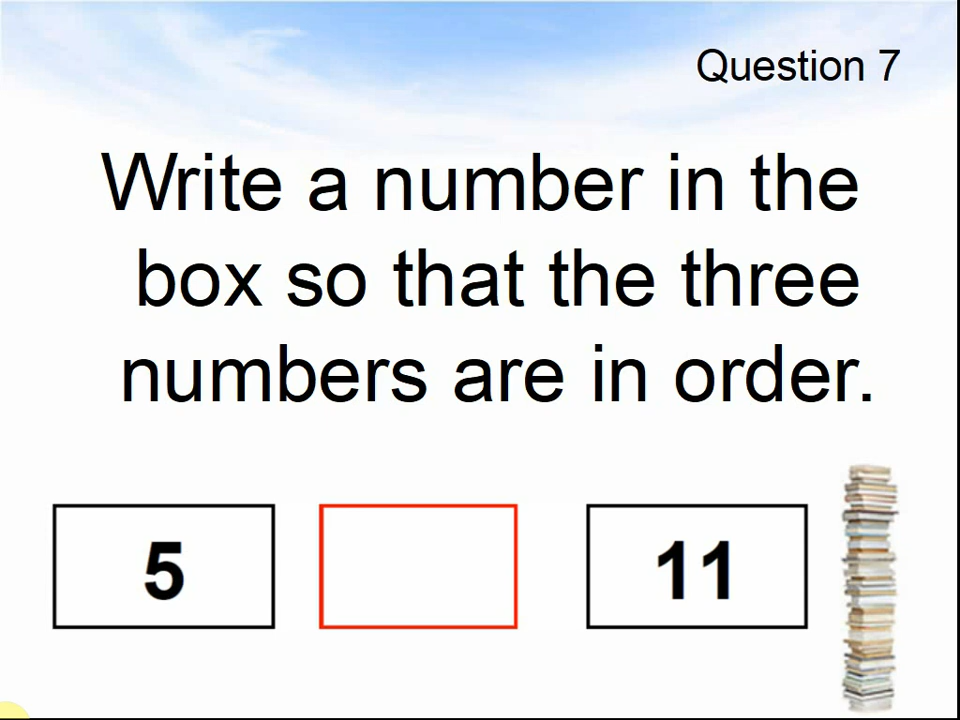 Question 7
Write a number in the
box so that the three
numbers are in order.
5 11